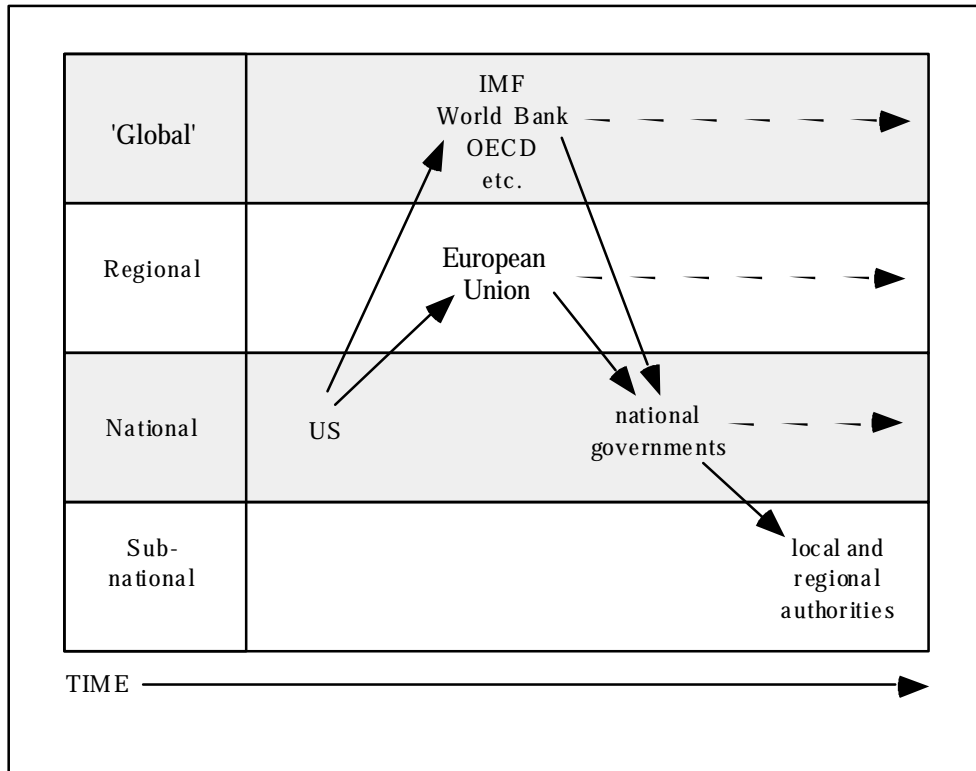 'Global'
IMF
World Bank
OECD
etc.
Regional
European
Union
National
US
national
governments
Sub-
national
local and
regional
authorities
TIME